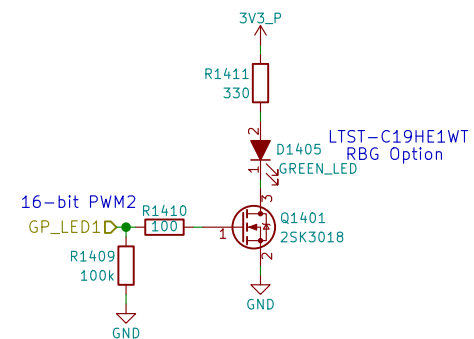 3V3_P
R1411
330
2
D1405
LTST-C19HE1WT
RBG Option
1
GREEN_LED
16-bit PWM2
R1410
3
GP_LED1
100
1
Q1401
2SK3018
R1409
100k
2
GND
GND